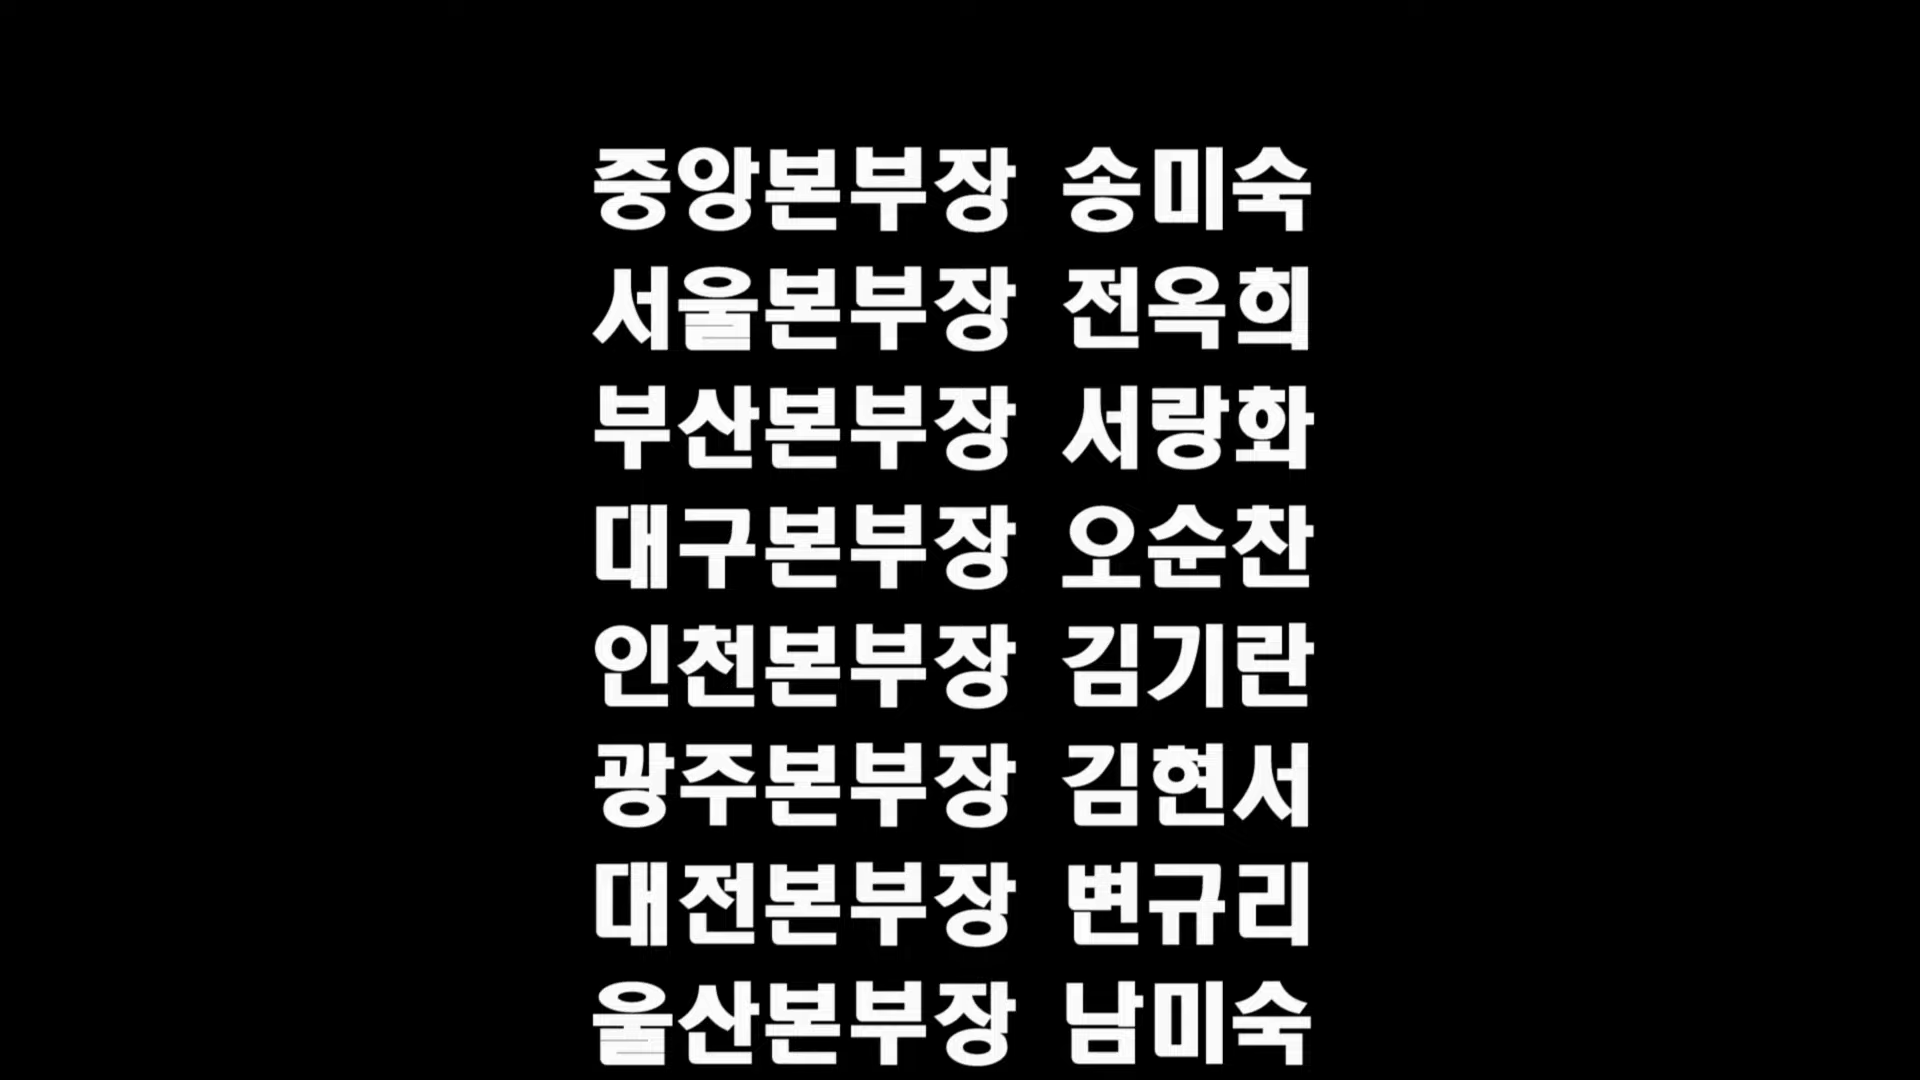 중앙본부장 송미숙
서울본부장 전옥희
부산본부장 서랑화
대구본부장 오순찬
인천본부장 김기란
광주본부장 김현서
대전본부장 변규리
울산본부장 남미숙